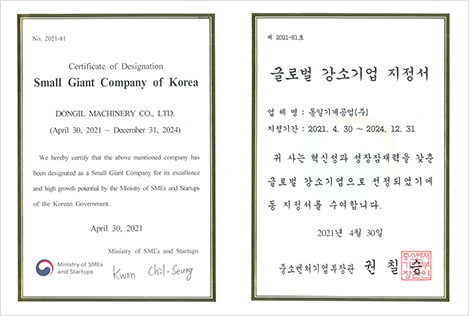 No. 2021-81
Certificate of Designation
Small Giant Company of Korea
DONGIL MACHINERY CO., LTD.
(April 30, 2021 ~ December 31, 2024)
We hereby certify that the above mentioned company has
been designated as a Small Giant Company for its excellence
and high growth potential by the Ministry of SMEs and Startups
of the Korean Government.
April 30, 2021
Ministry of SMEs and Startups
Ministry of SMEs
and Startups
Kwon Chil-Seung
제 2021-81호
글로벌 강소기업 지정서
업 체 명 : 동일기계공업(주)
지정기간 : 2021. 4. 30 ~ 2024. 12. 31
귀 사는 혁신성과 성장잠재력을 갖춘
글로벌 강소기업으로 선정되었기에
동 지정서를 수여합니다.
2021년 4월 30일
중소벤처기업부장관 권 칠 승